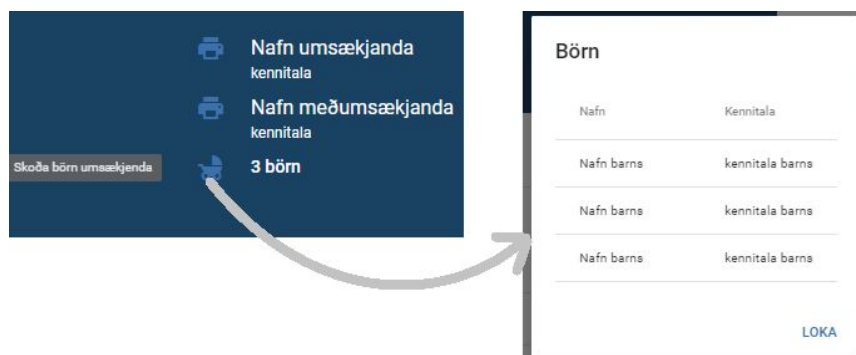 Nafn umsækjanda
kennitala
Nafn meðumsækjanda
kennitala
Skoða börn umsækjenda
3 börn
Börn
Nafn Kennitala
Nafn barns kennitala barns
Nafn barns kennitala barns
Nafn barns kennitala barns
LOKA